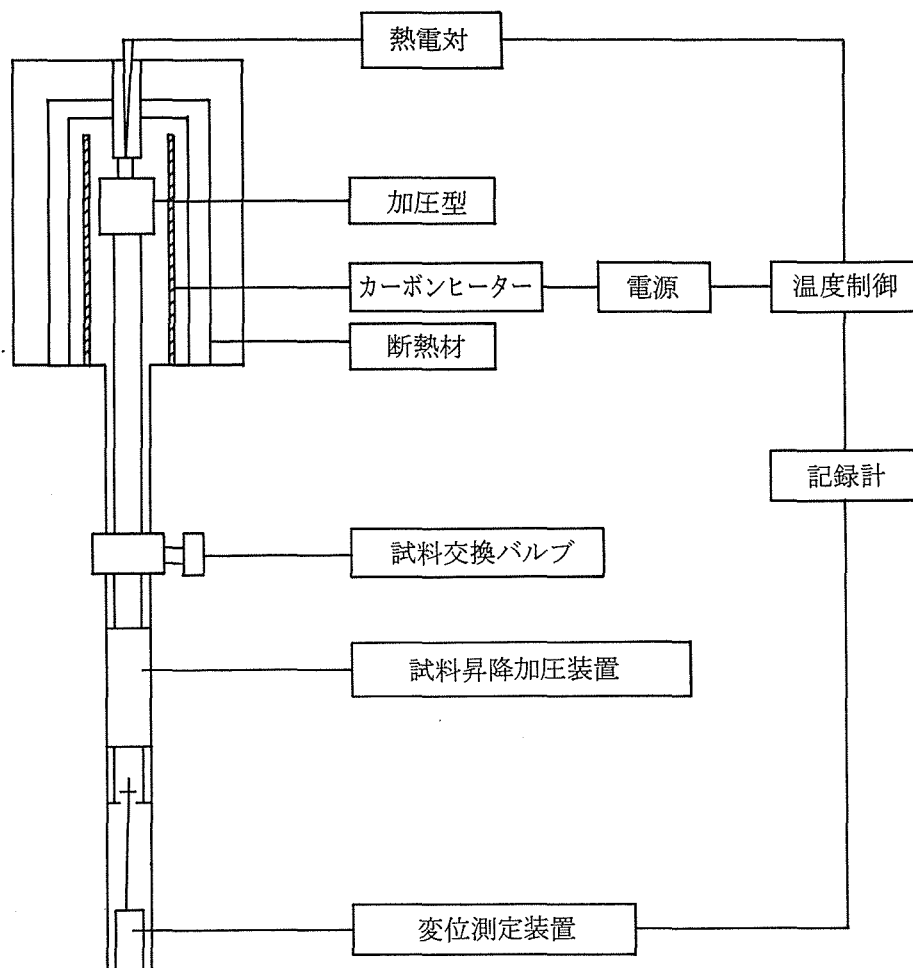 熱電対
加圧型
カーボンヒーター
電源
温度制御
断熱材
記録計
試料交換バルブ
試料昇降加圧装置
変位測定装置